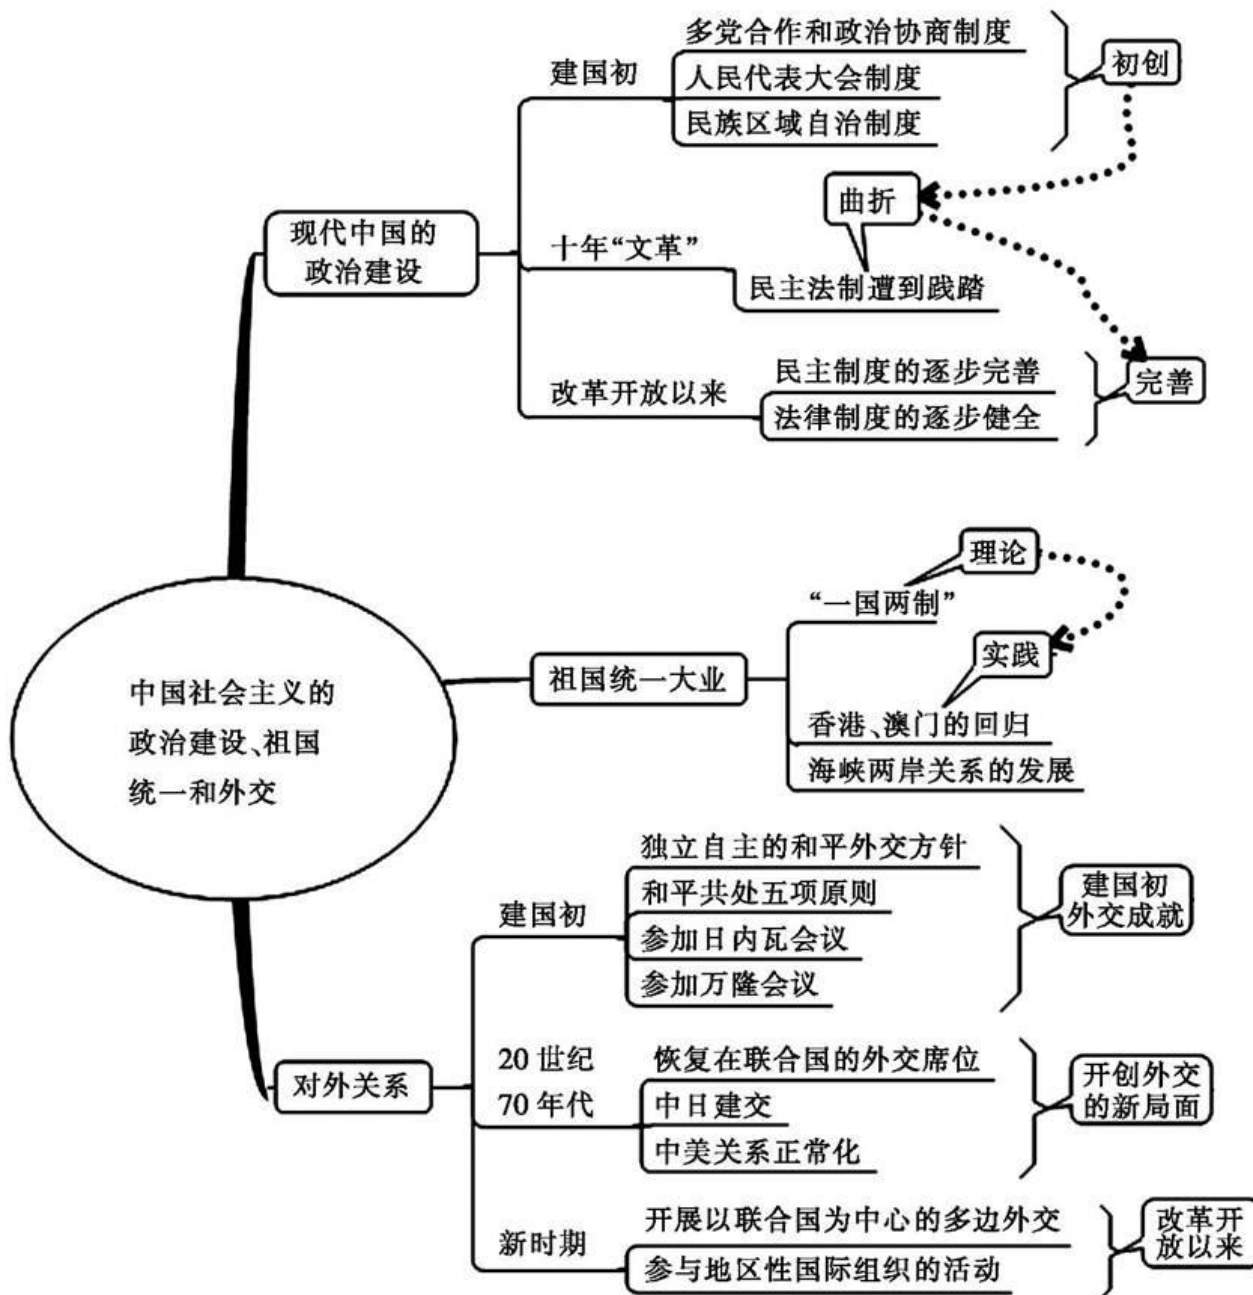 中国社会主义的
政治建设、祖国
统一和外交
现代中国的
政治建设
建国初
多党合作和政治协商制度
人民代表大会制度
民族区域自治制度
初创
十年“文革”
曲折
民主法制遭到践踏
改革开放以来
民主制度的逐步完善
法律制度的逐步健全
完善
祖国统一大业
理论
“一国两制”
实践
香港、澳门的回归
海峡两岸关系的发展
对外关系
建国初
独立自主的和平外交方针
和平共处五项原则
参加日内瓦会议
参加万隆会议
建国初
外交成就
20 世纪
70 年代
恢复在联合国的外交席位
中日建交
中美关系正常化
开创外交
的新局面
新时期
开展以联合国为中心的多边外交
参与地区性国际组织的活动
改革开
放以来